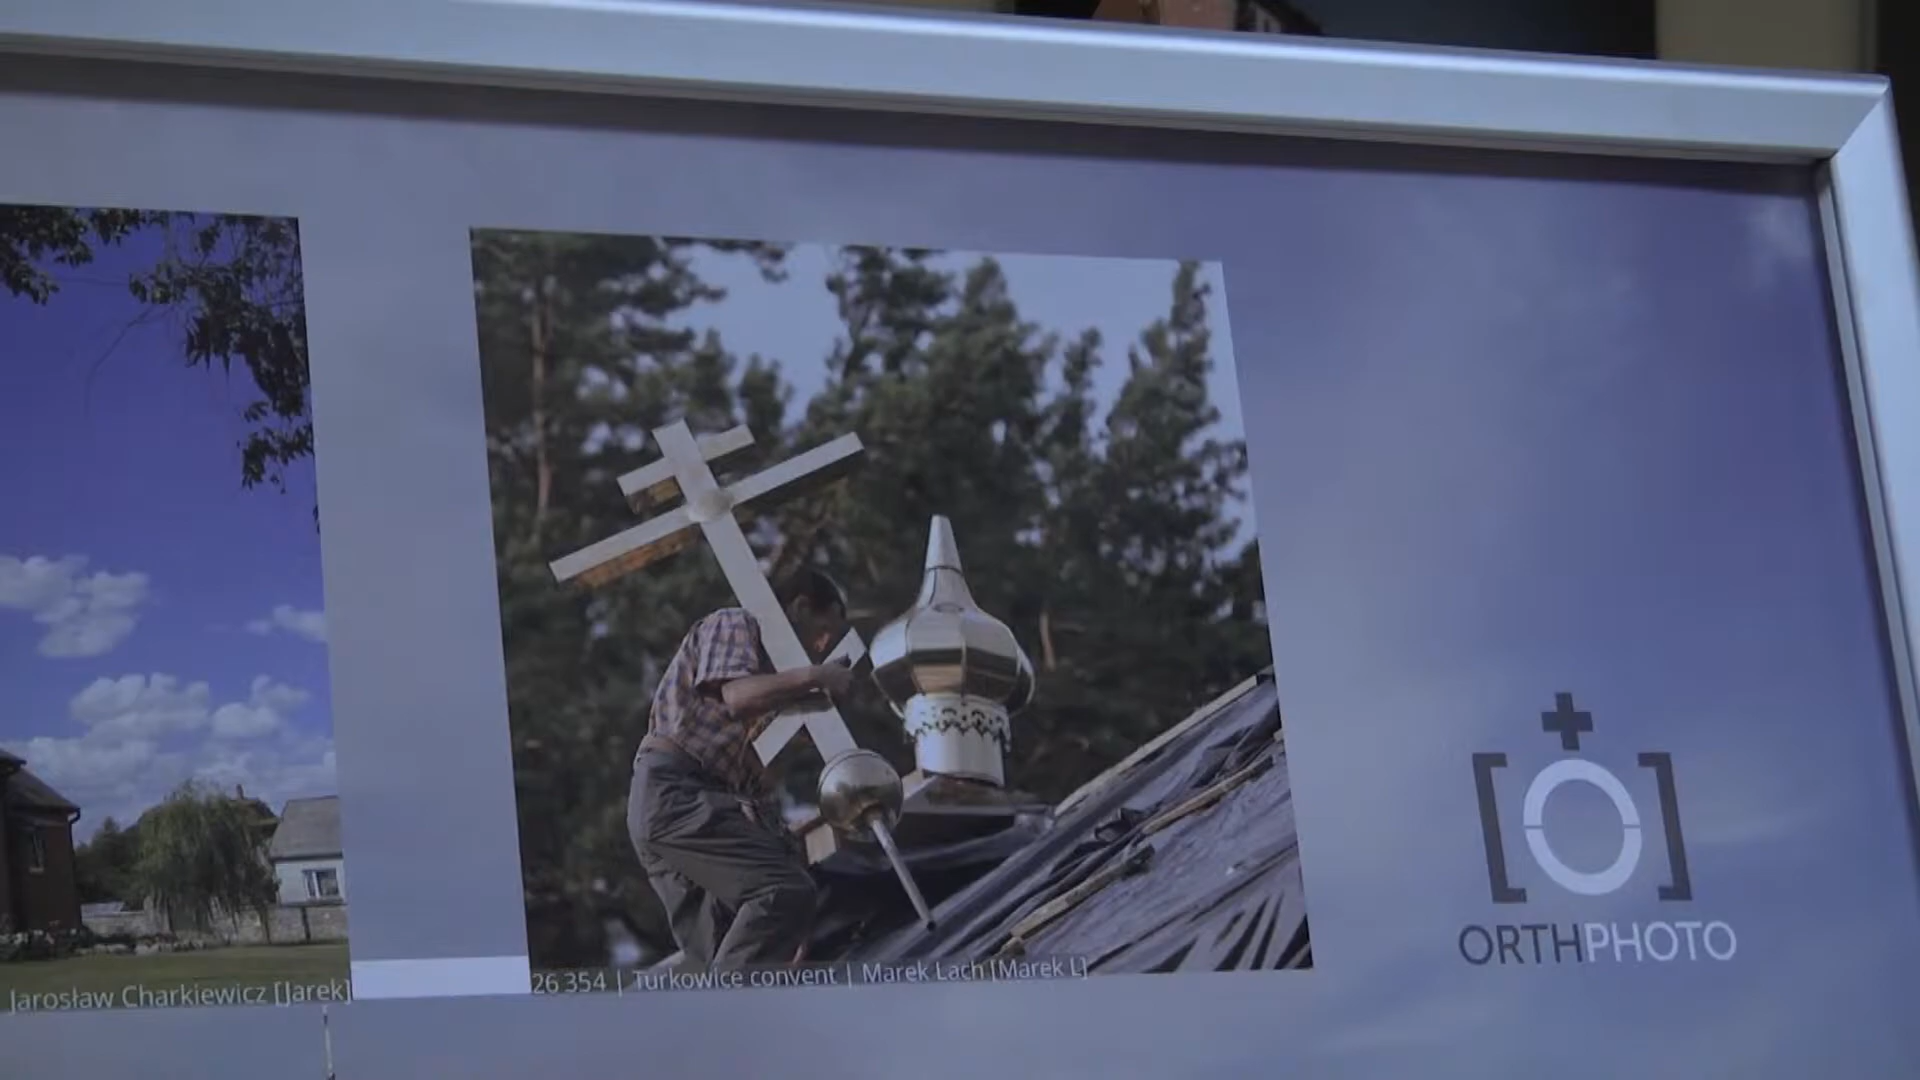 Jarosław Charkiewicz [Jarek]
26 354 | Turkowice convent | Marek Lach [Marek L]
ORTHPHOTO